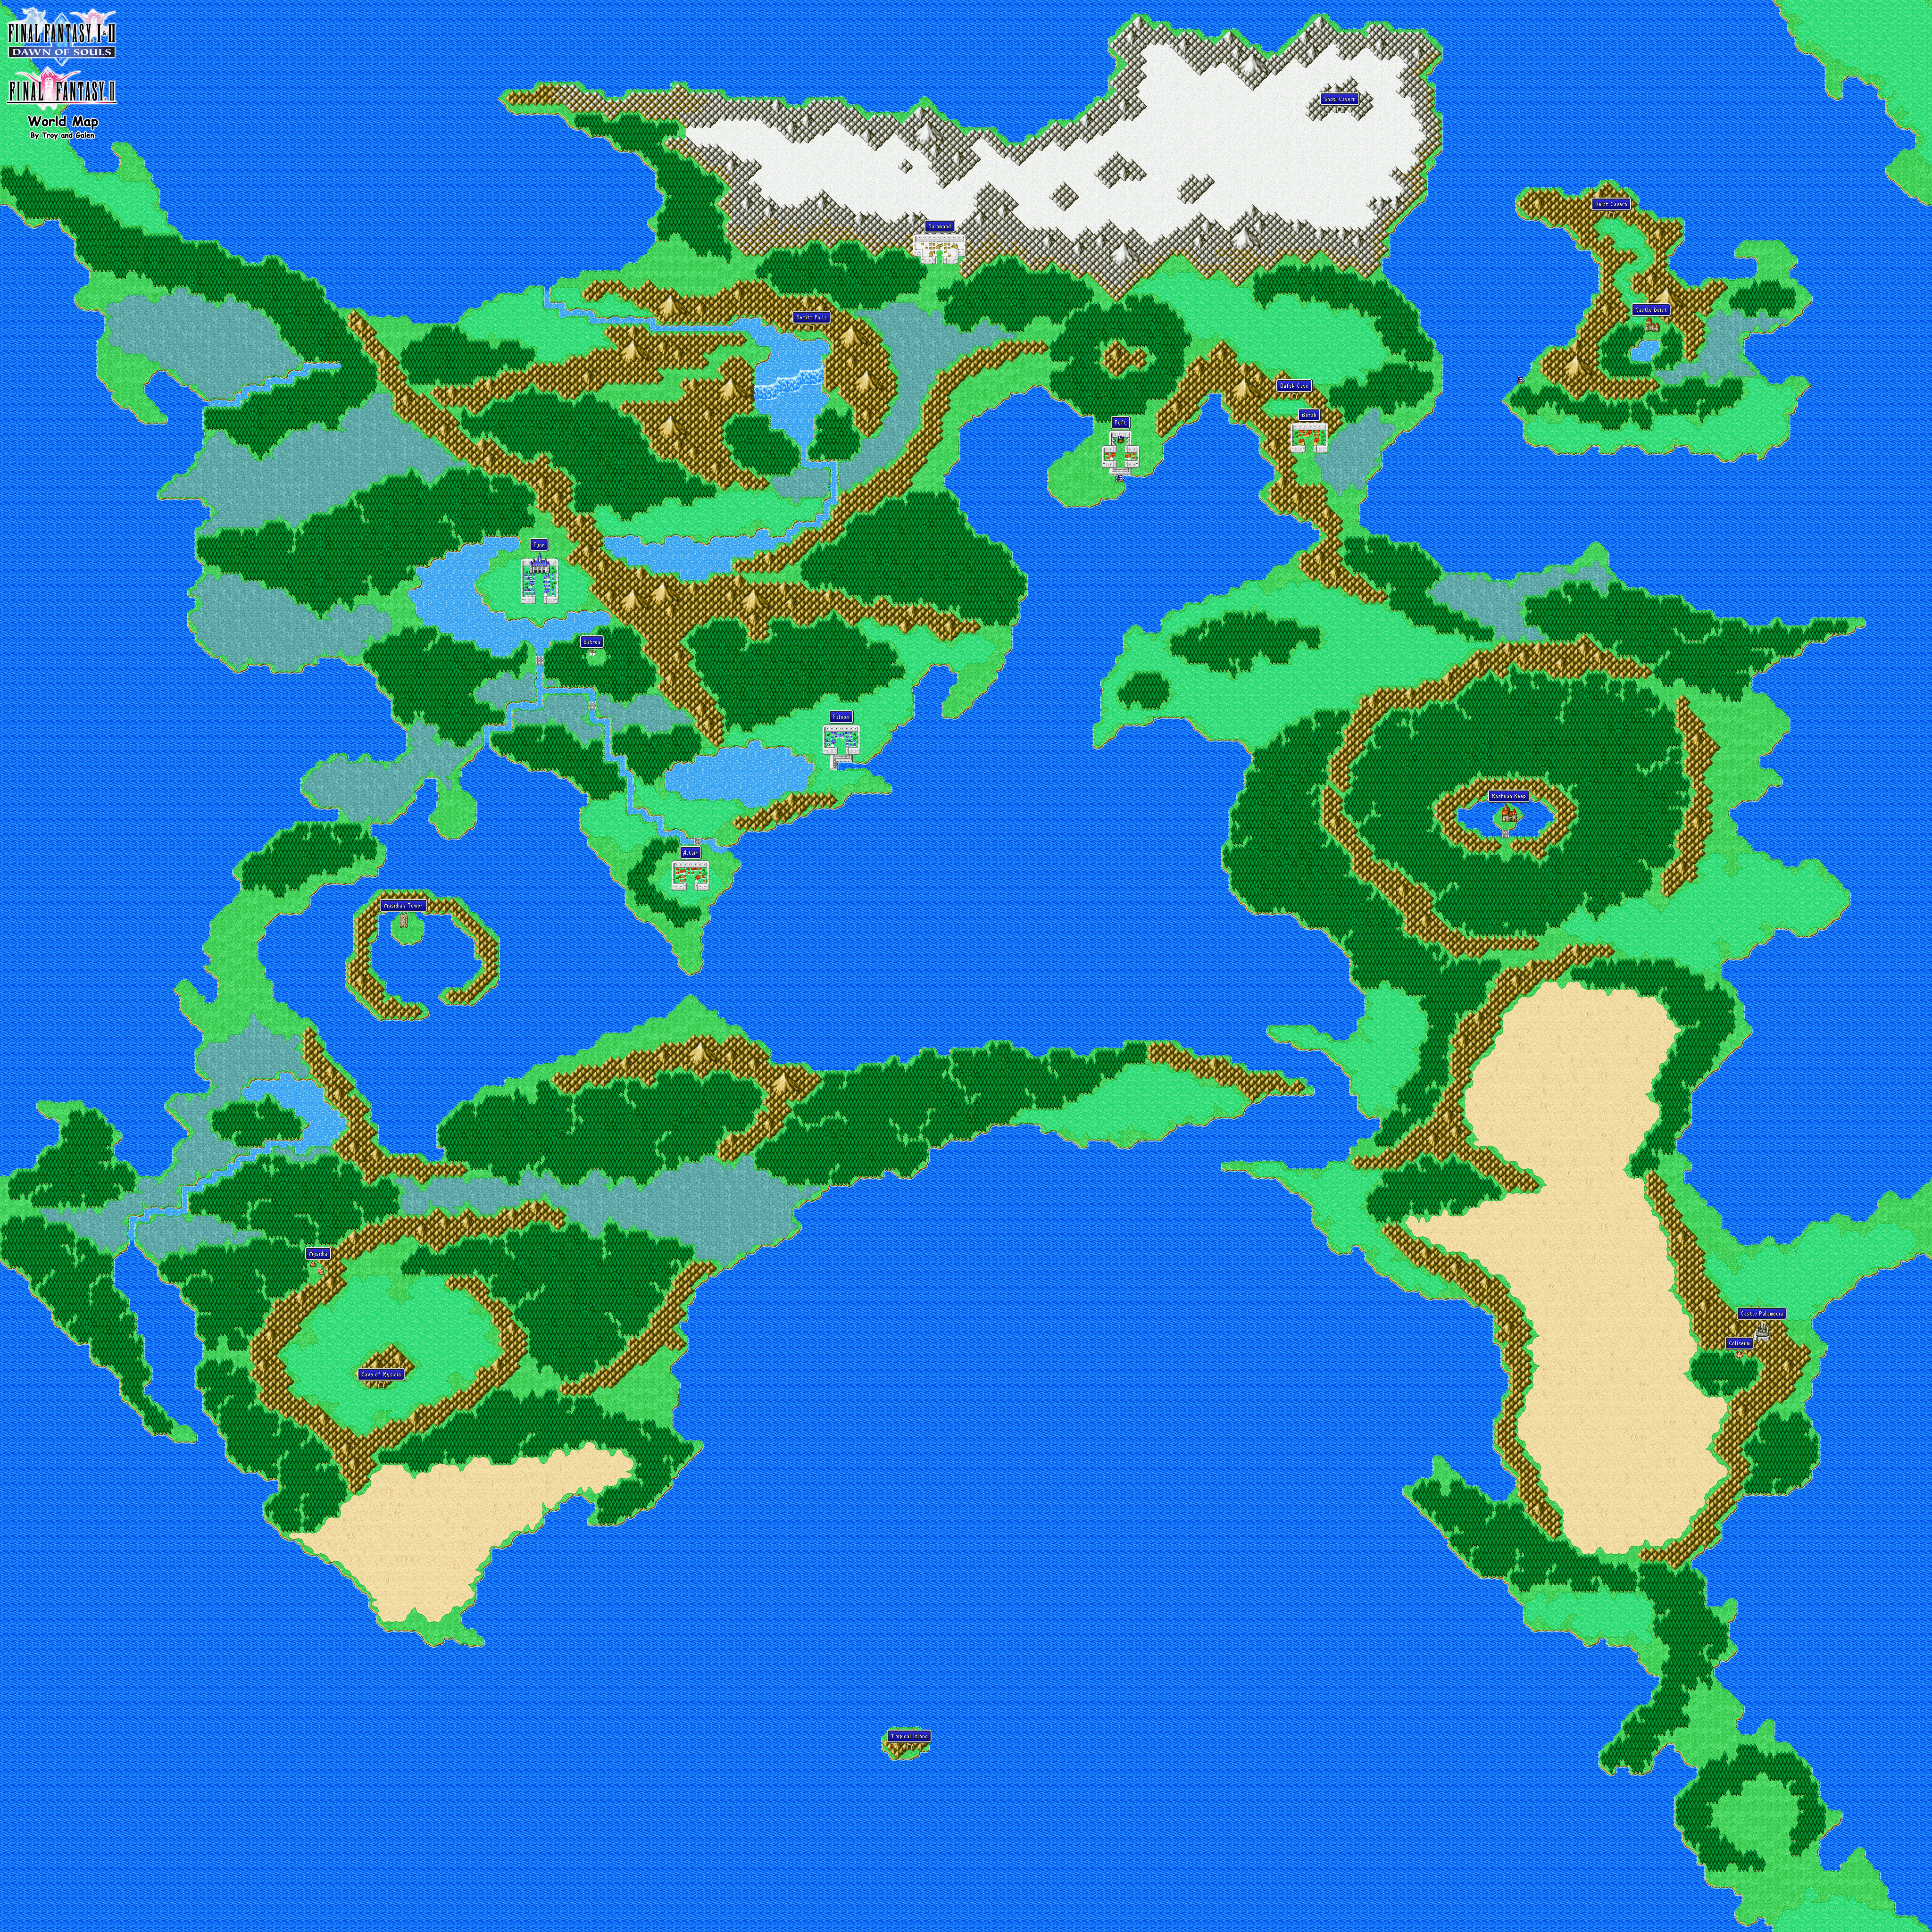 FINAL FANTASY I•II
DAWN OF SOULS
FINAL FANTASY II
World Map
By Troy and Galen
Snow Cavern
Deist Cavern
Salamand
Castle Deist
Semitt Falls
Bafsk Cave
Bafsk
Poft
Fynn
Gatrea
Paloom
Kashuan Keep
Altair
Mysidian Tower
Mysidia
Castle Palamecia
Coliseum
Cave of Mysidia
Tropical Island